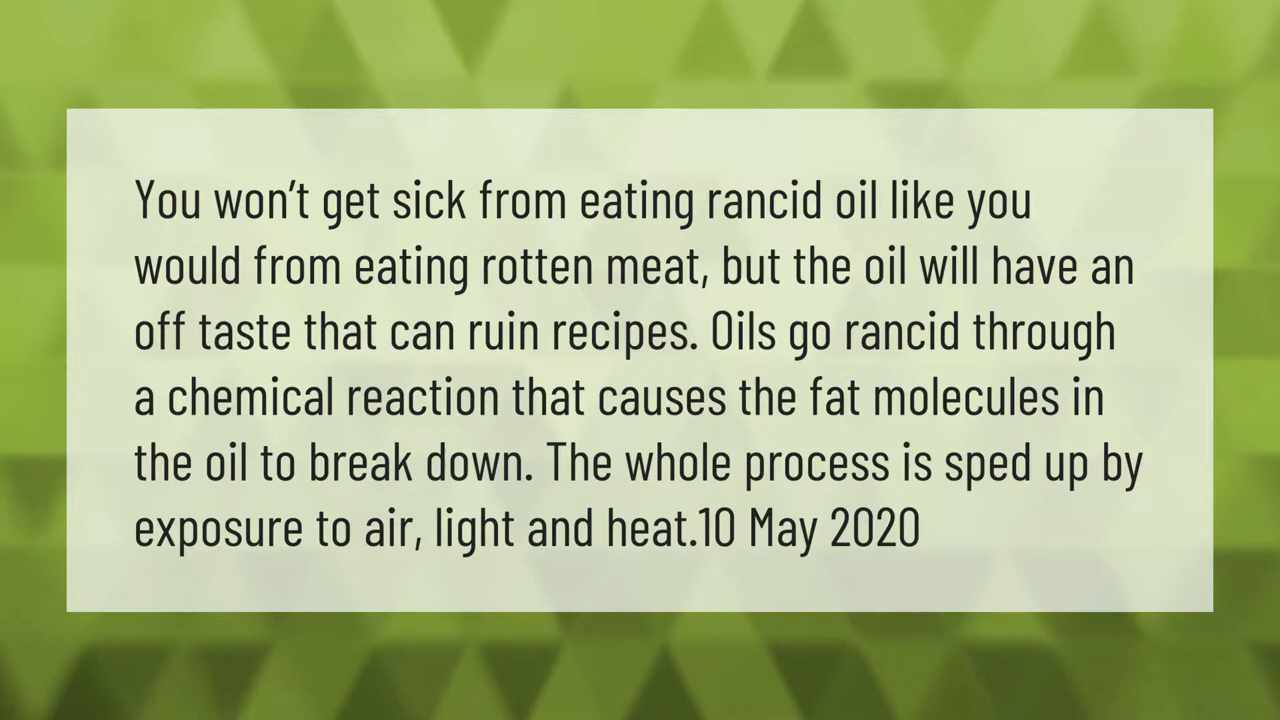 You won’t get sick from eating rancid oil like you
would from eating rotten meat, but the oil will have an
off taste that can ruin recipes. Oils go rancid through
a chemical reaction that causes the fat molecules in
the oil to break down. The whole process is sped up by
exposure to air, light and heat.10 May 2020